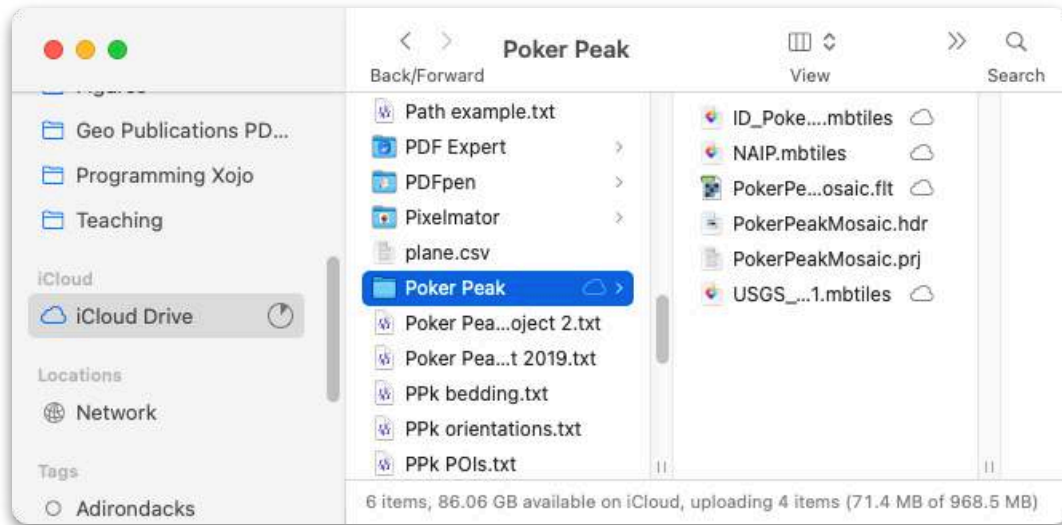 Poker Peak
Back/Forward
View
Search
Geo Publications PD...
Programming Xojo
Teaching
iCloud
iCloud Drive
Locations
Network
Tags
Adirondacks
Path example.txt
PDF Expert
PDFpen
Pixelmator
plane.csv
Poker Peak
Poker Pea...oject 2.txt
Poker Pea...t 2019.txt
PPk bedding.txt
PPk orientations.txt
PPk POIs.txt
ID_Poke....mbtiles
NAIP.mbtiles
PokerPe...osaic.flt
PokerPeakMosaic.hdr
PokerPeakMosaic.prj
USGS_...1.mbtiles
6 items, 86.06 GB available on iCloud, uploading 4 items (71.4 MB of 968.5 MB)